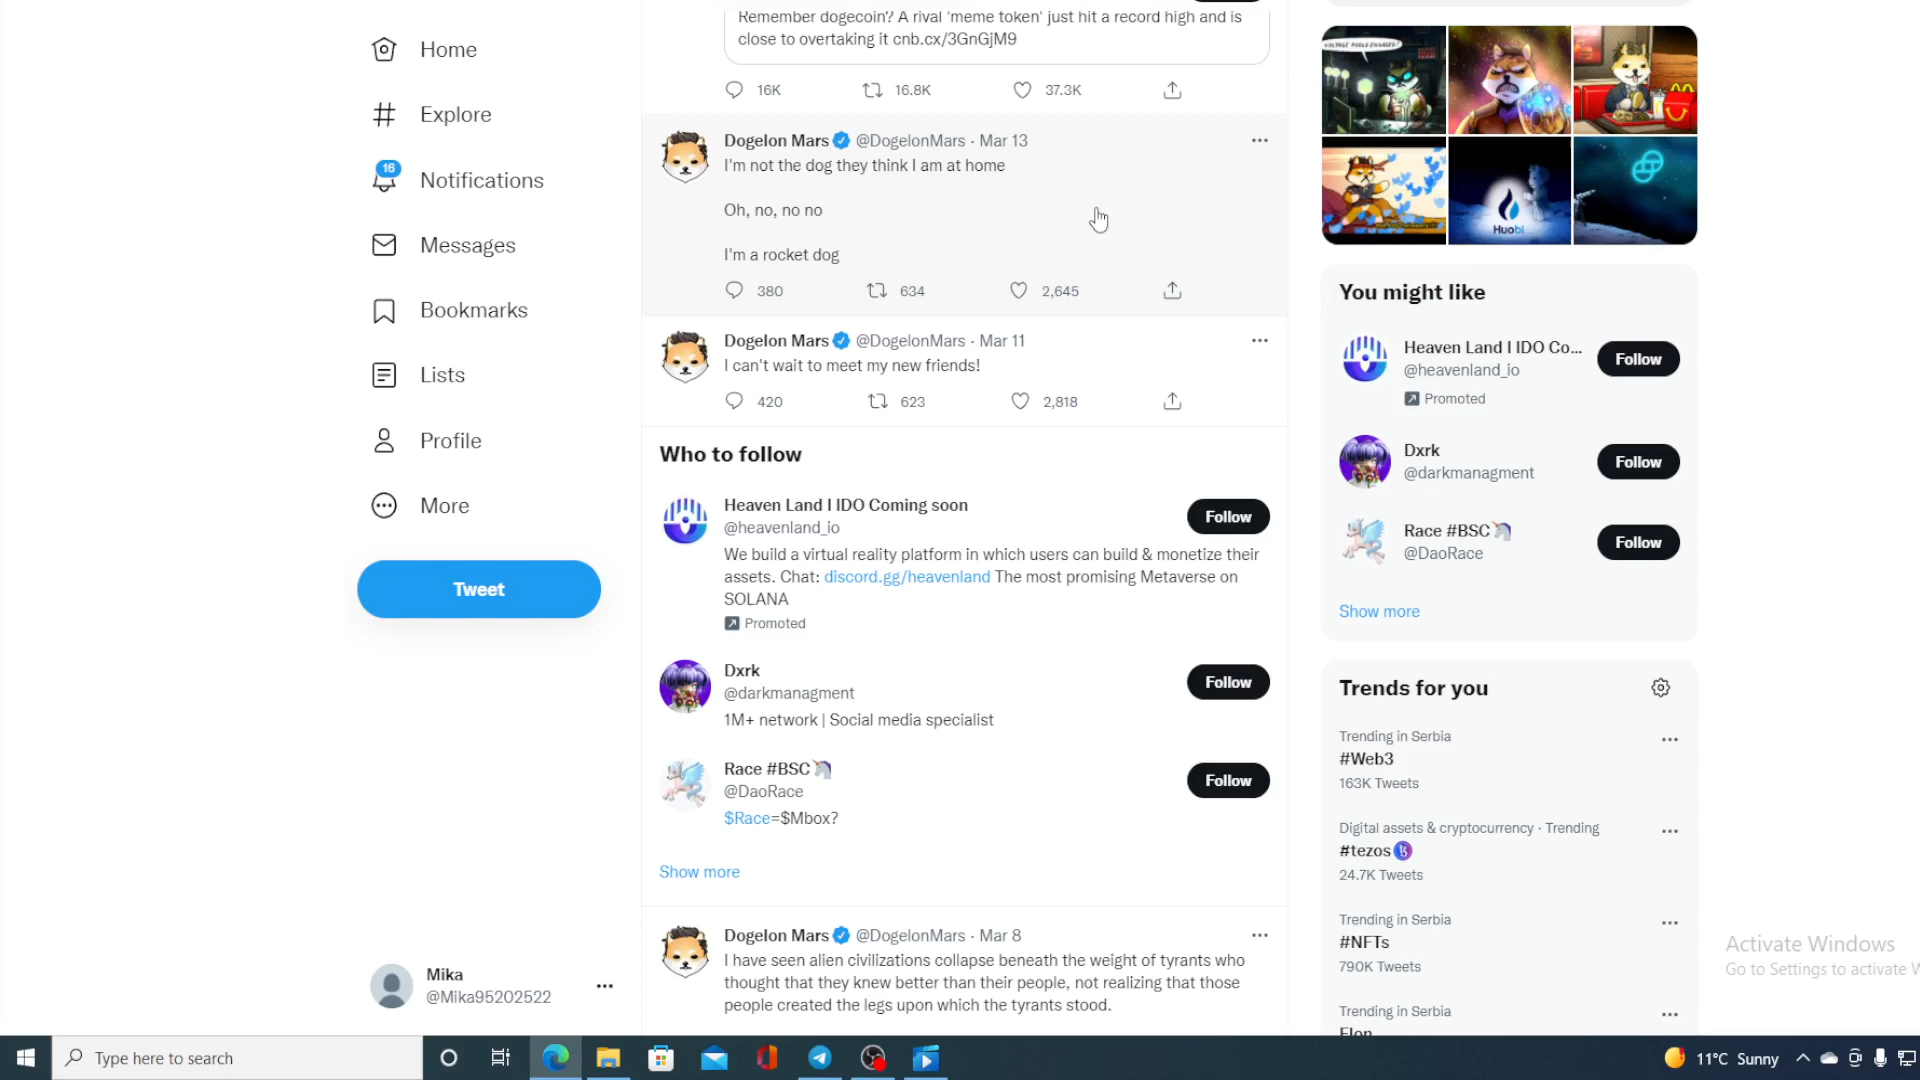 Home
Explore
16
Notifications
Messages
Bookmarks
Lists
Profile
More
Tweet
Mika
@Mika95202522
Remember dogecoin? A rival 'meme token' just hit a record high and is
close to overtaking it cnb.cx/3GnGjM9
16K 16.8K 37.3K
Dogelon Mars @DogelonMars · Mar 13
I'm not the dog they think I am at home
Oh, no, no no
I'm a rocket dog
380 634 2,645
Dogelon Mars @DogelonMars · Mar 11
I can't wait to meet my new friends!
420 623 2,818
Who to follow
Heaven Land I IDO Coming soon
@heavenland_io
Follow
We build a virtual reality platform in which users can build & monetize their
assets. Chat: discord.gg/heavenland The most promising Metaverse on
SOLANA
Promoted
Dxrk
@darkmanagment
Follow
1M+ network | Social media specialist
Race #BSC
@DaoRace
Follow
$Race=$Mbox?
Show more
Dogelon Mars @DogelonMars · Mar 8
I have seen alien civilizations collapse beneath the weight of tyrants who
thought that they knew better than their people, not realizing that those
people created the legs upon which the tyrants stood.
Huobi
You might like
Heaven Land I IDO Co...
@heavenland_io
Follow
Promoted
Dxrk
@darkmanagment
Follow
Race #BSC
@DaoRace
Follow
Show more
Trends for you
Trending in Serbia
#Web3
163K Tweets
Digital assets & cryptocurrency · Trending
#tezos
24.7K Tweets
Trending in Serbia
#NFTs
790K Tweets
Trending in Serbia
Elon
Activate Windows
Go to Settings to activate W
Type here to search
11°C Sunny